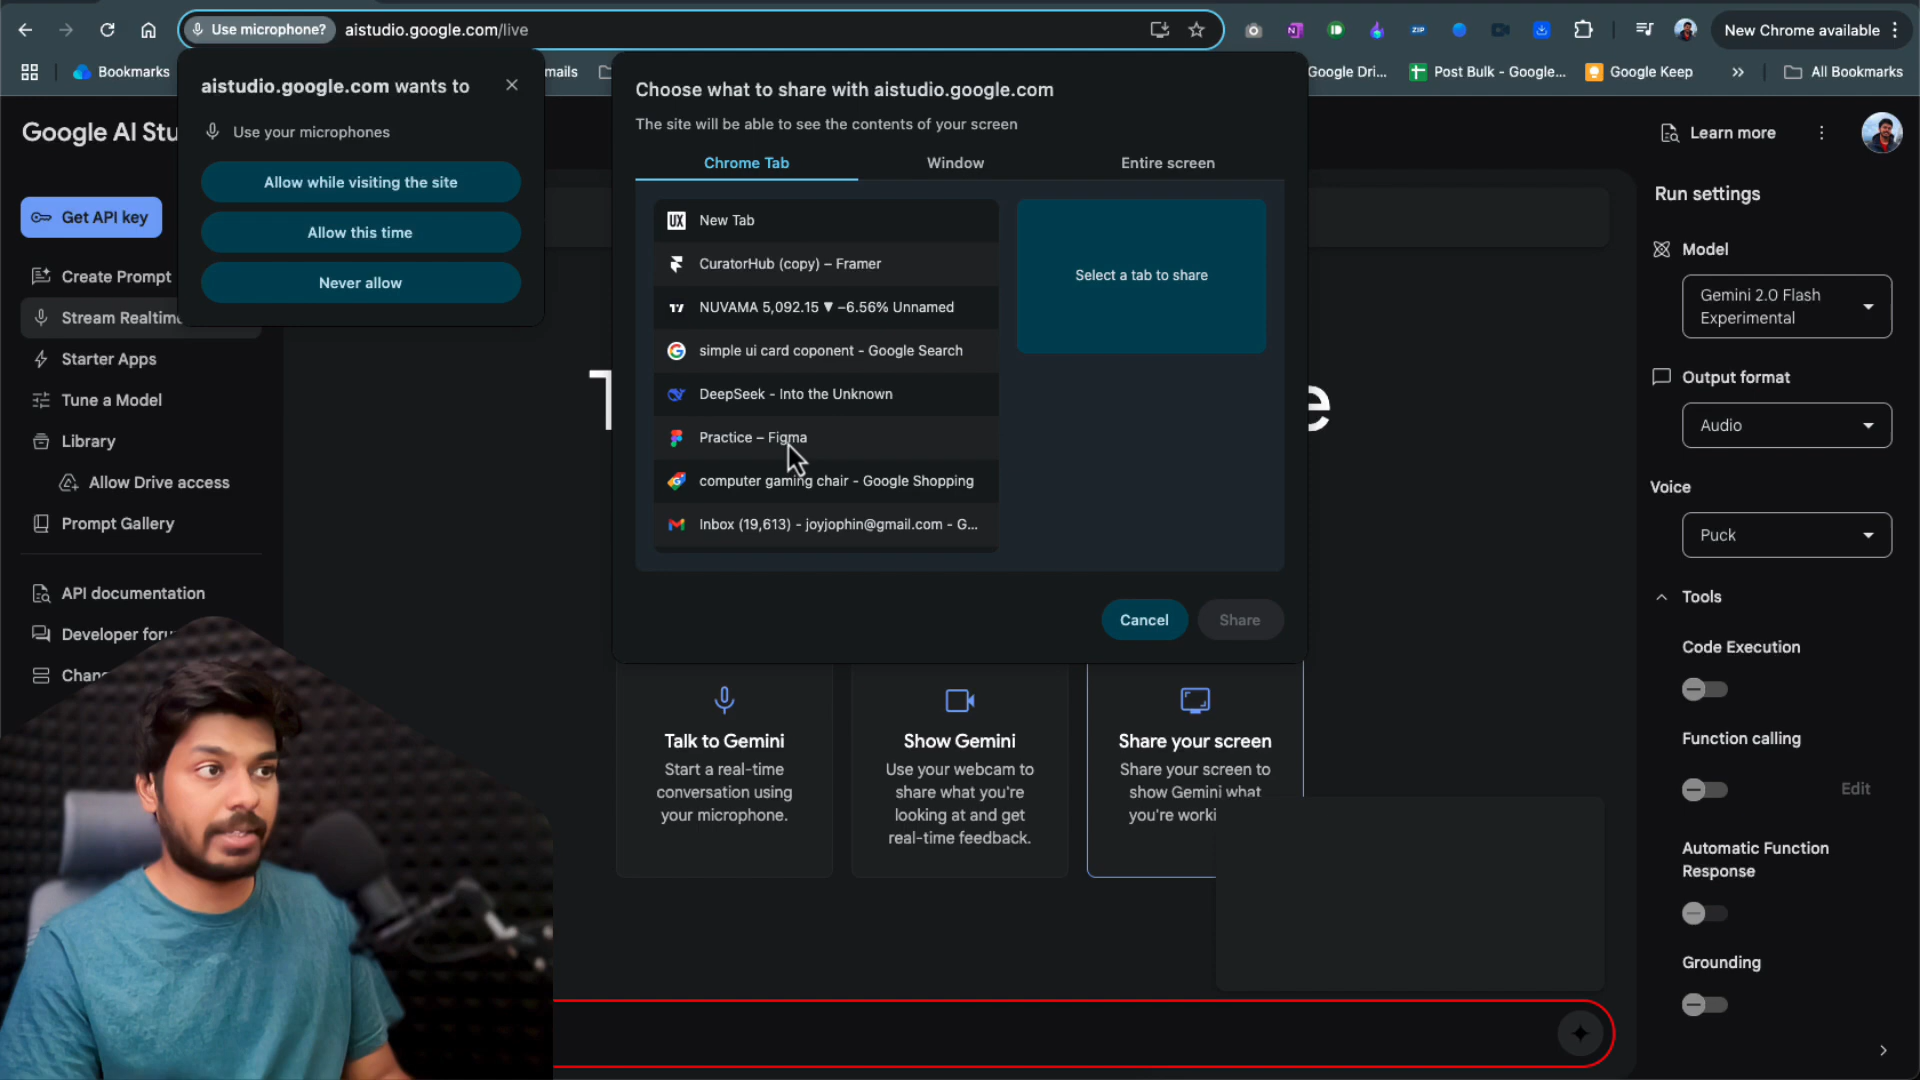 Use microphone?
aistudio.google.com/live
ZIP
New Chrome available
Bookmarks
mails
Google Dri...
Post Bulk - Google...
Google Keep
All Bookmarks
aistudio.google.com wants to
Use your microphones
Allow while visiting the site
Allow this time
Never allow
Choose what to share with aistudio.google.com
The site will be able to see the contents of your screen
Chrome Tab
Window
Entire screen
UX New Tab
CuratorHub (copy) – Framer
NUVAMA 5,092.15 ▼ −6.56% Unnamed
simple ui card coponent - Google Search
DeepSeek - Into the Unknown
Practice – Figma
computer gaming chair - Google Shopping
Inbox (19,613) - joyjophin@gmail.com - G...
Select a tab to share
Cancel
Share
Google AI Stu
Learn more
Get API key
Create Prompt
Stream Realtim
Starter Apps
Tune a Model
Library
Allow Drive access
Prompt Gallery
API documentation
Developer foru
Chan
T
e
Talk to Gemini
Start a real-time
conversation using
your microphone.
Show Gemini
Use your webcam to
share what you're
looking at and get
real-time feedback.
Share your screen
Share your screen to
show Gemini what
you're worki
Run settings
Model
Gemini 2.0 Flash
Experimental
Output format
Audio
Voice
Puck
Tools
Code Execution
Function calling
Edit
Automatic Function
Response
Grounding